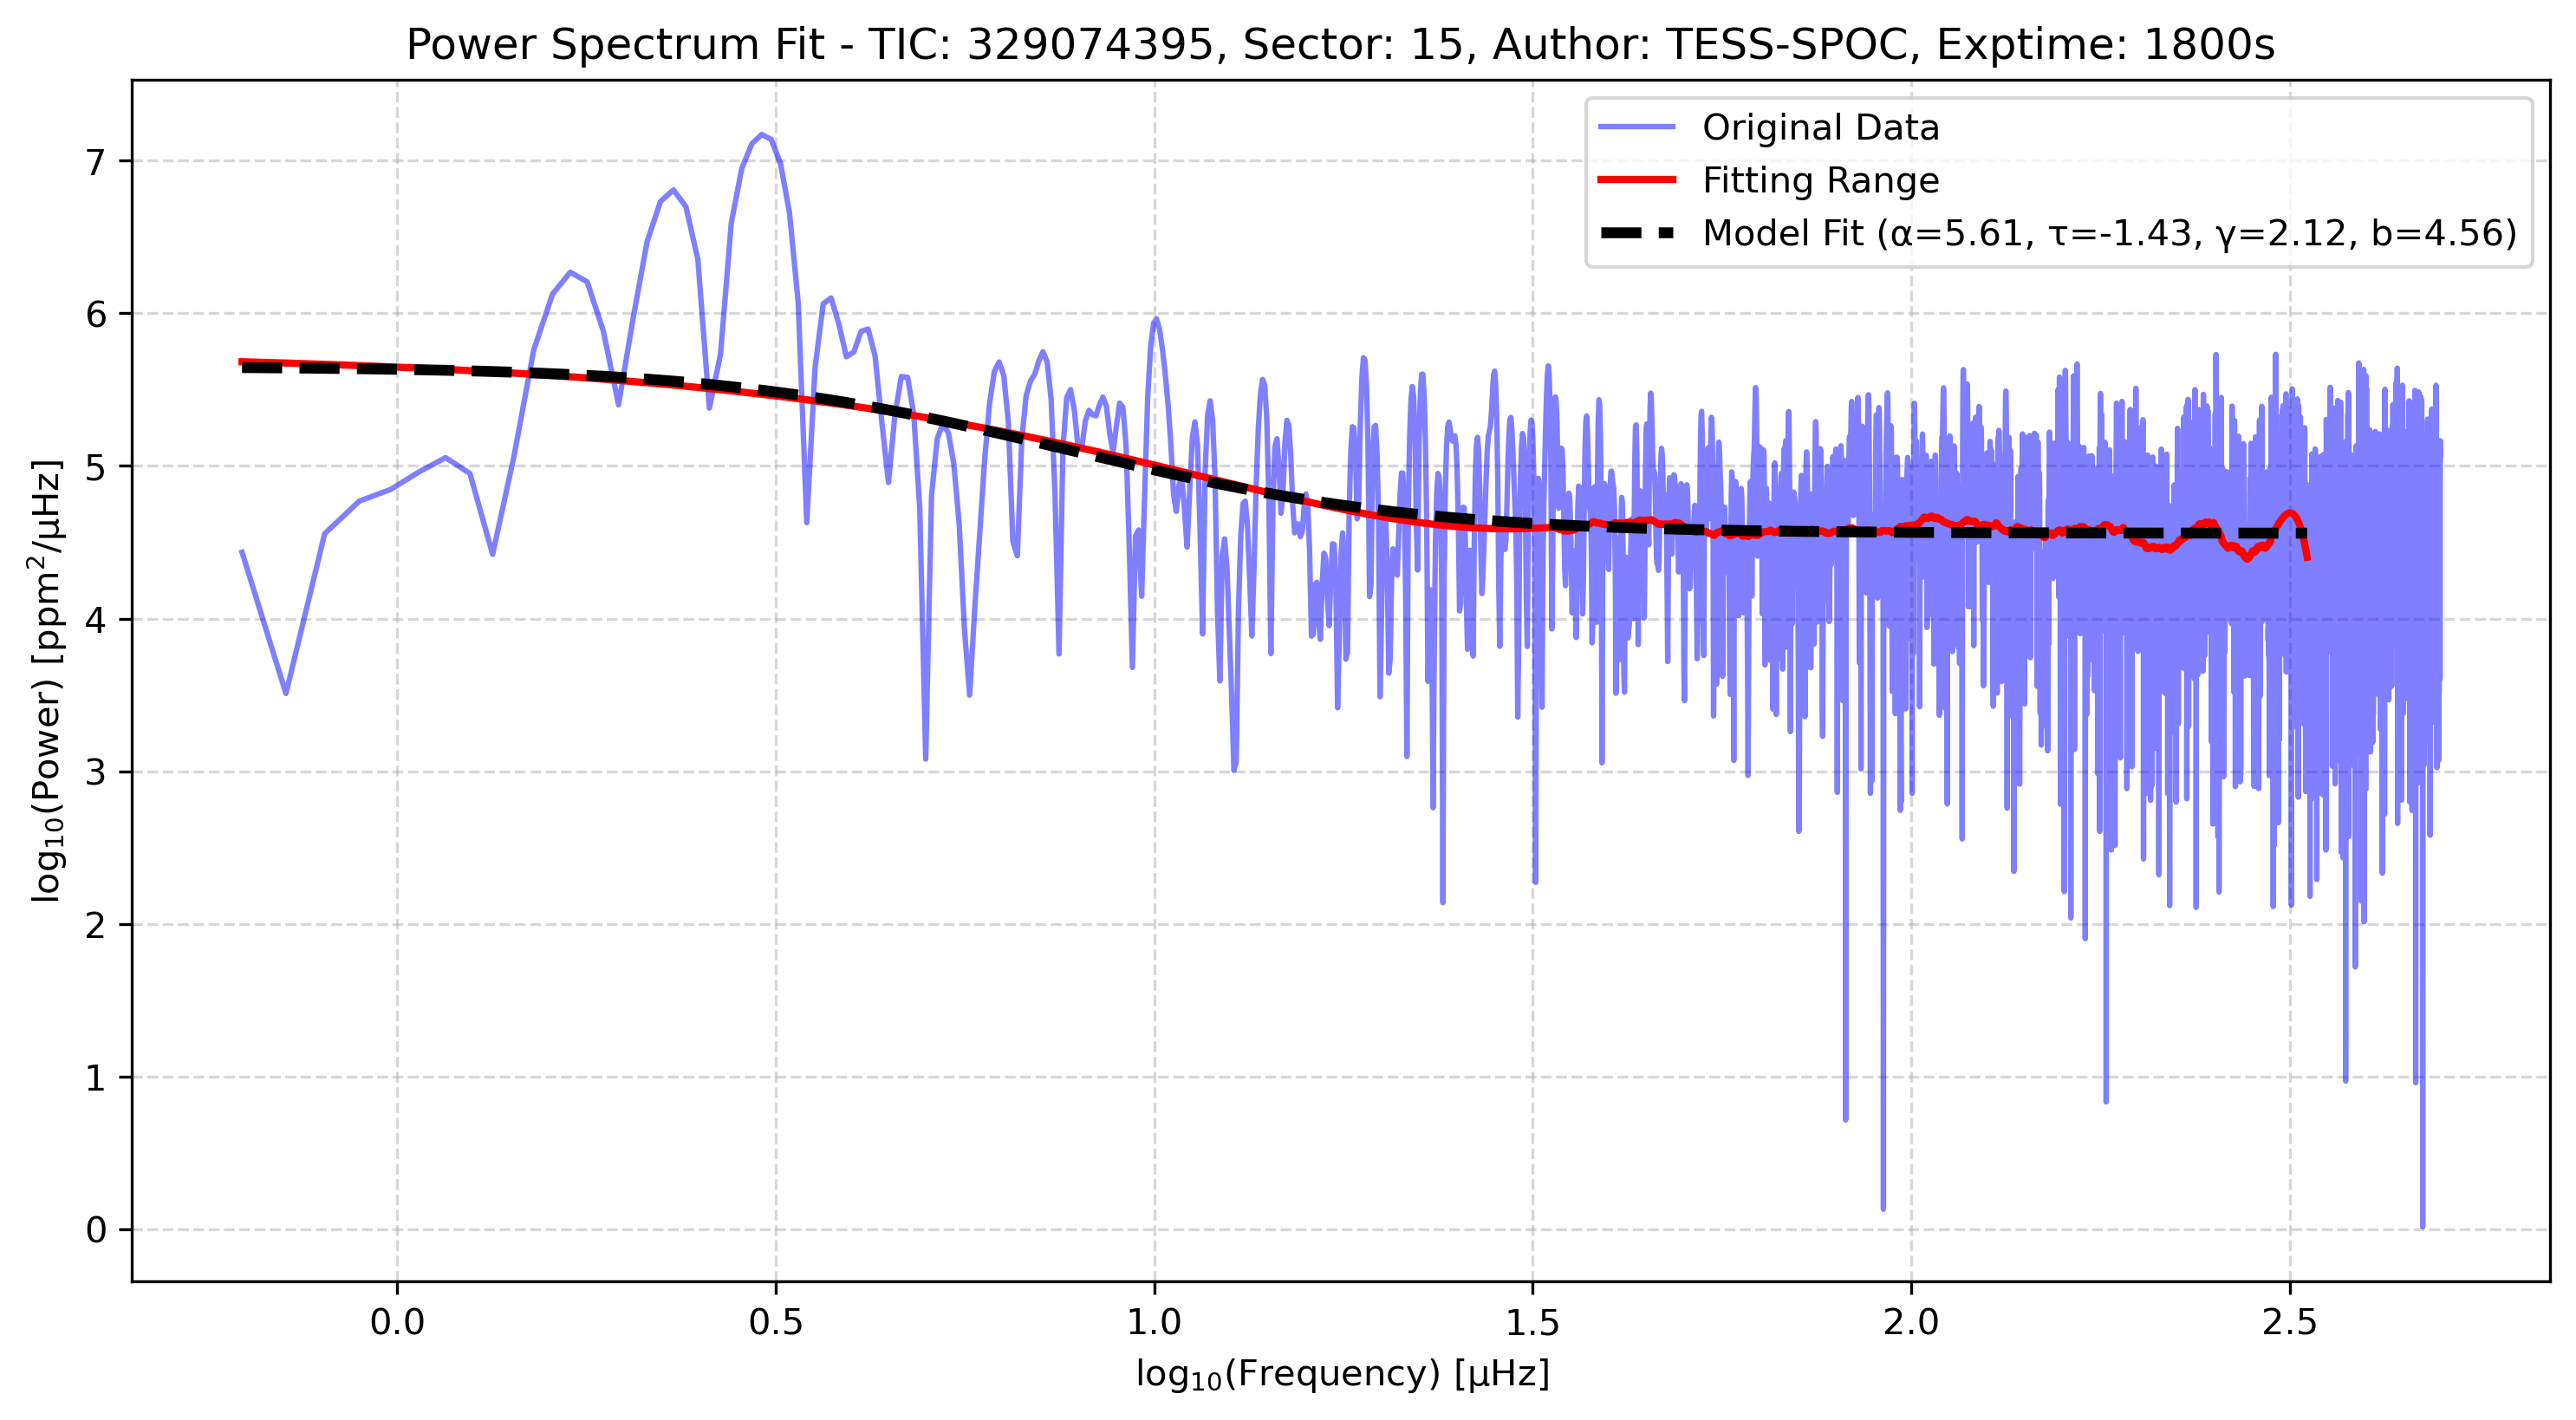 Power Spectrum Fit - TIC: 329074395, Sector: 15, Author: TESS-SPOC, Exptime: 1800s
Original Data
Fitting Range
Model Fit (α=5.61, τ=-1.43, γ=2.12, b=4.56)
log₁₀(Power) [ppm²/μHz]
7
6
5
4
3
2
1
0
0.0 0.5 1.0 1.5 2.0 2.5
log₁₀(Frequency) [μHz]